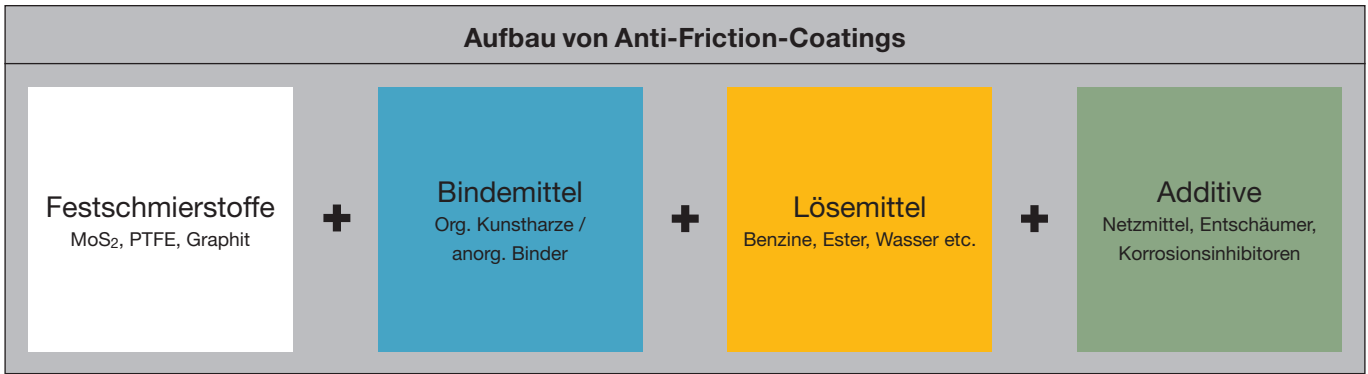 Aufbau von Anti-Friction-Coatings
Festschmierstoffe
MoS₂, PTFE, Graphit
+
Bindemittel
Org. Kunstharze /
anorg. Binder
+
Lösemittel
Benzine, Ester, Wasser etc.
+
Additive
Netzmittel, Entschäumer,
Korrosionsinhibitoren